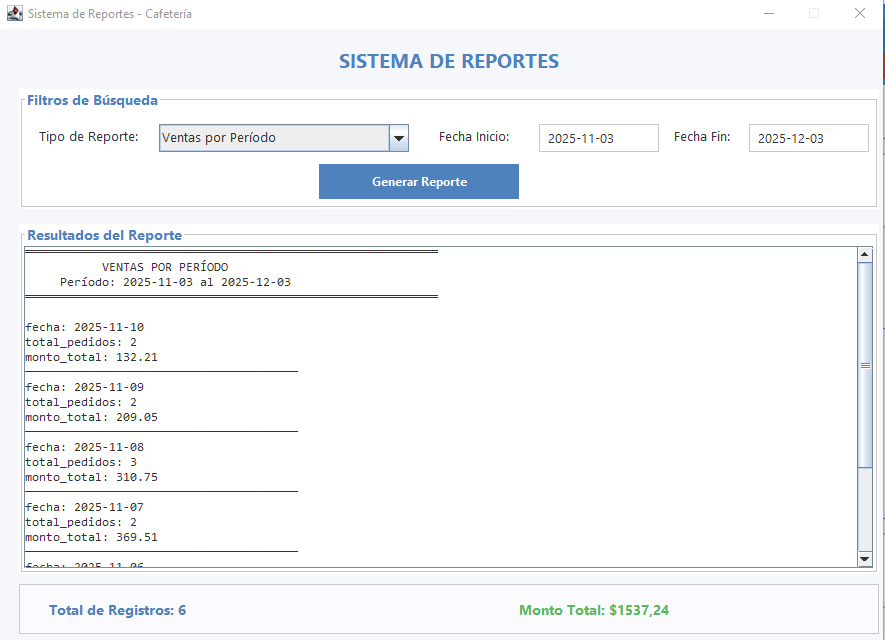 Sistema de Reportes - Cafetería
SISTEMA DE REPORTES
Filtros de Búsqueda
Tipo de Reporte: Ventas por Período Fecha Inicio: 2025-11-03 Fecha Fin: 2025-12-03
Generar Reporte
Resultados del Reporte
VENTAS POR PERÍODO
Período: 2025-11-03 al 2025-12-03
fecha: 2025-11-10
total_pedidos: 2
monto_total: 132.21
fecha: 2025-11-09
total_pedidos: 2
monto_total: 209.05
fecha: 2025-11-08
total_pedidos: 3
monto_total: 310.75
fecha: 2025-11-07
total_pedidos: 2
monto_total: 369.51
fecha: 2025-11-06
Total de Registros: 6 Monto Total: $1537,24